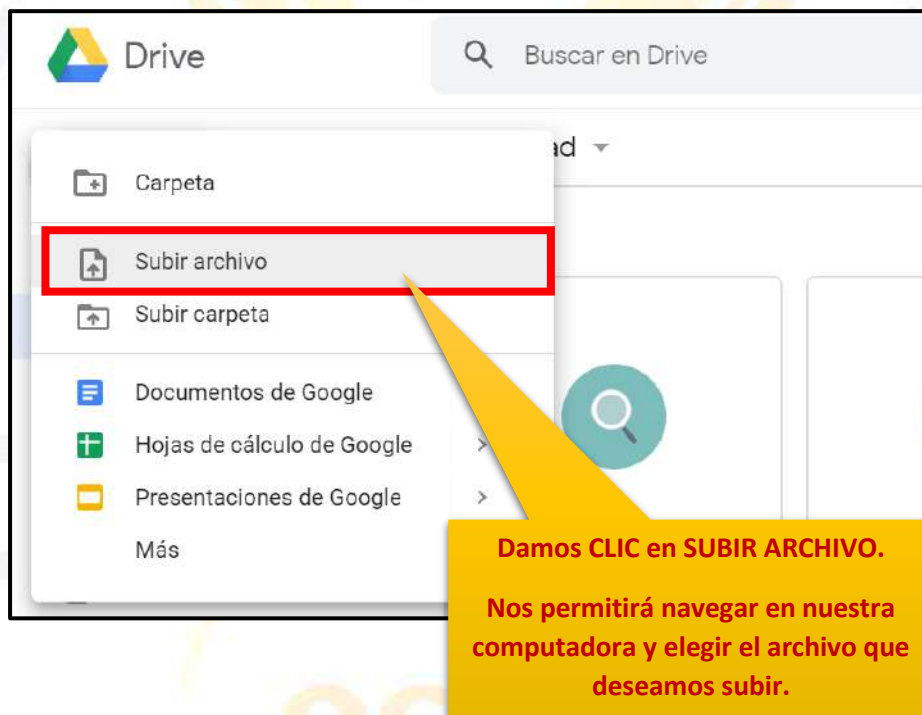 Drive
Buscar en Drive
ad
Carpeta
Subir archivo
Subir carpeta
Documentos de Google
Hojas de cálculo de Google
Presentaciones de Google
Más
Damos CLIC en SUBIR ARCHIVO.
Nos permitirá navegar en nuestra
computadora y elegir el archivo que
deseamos subir.